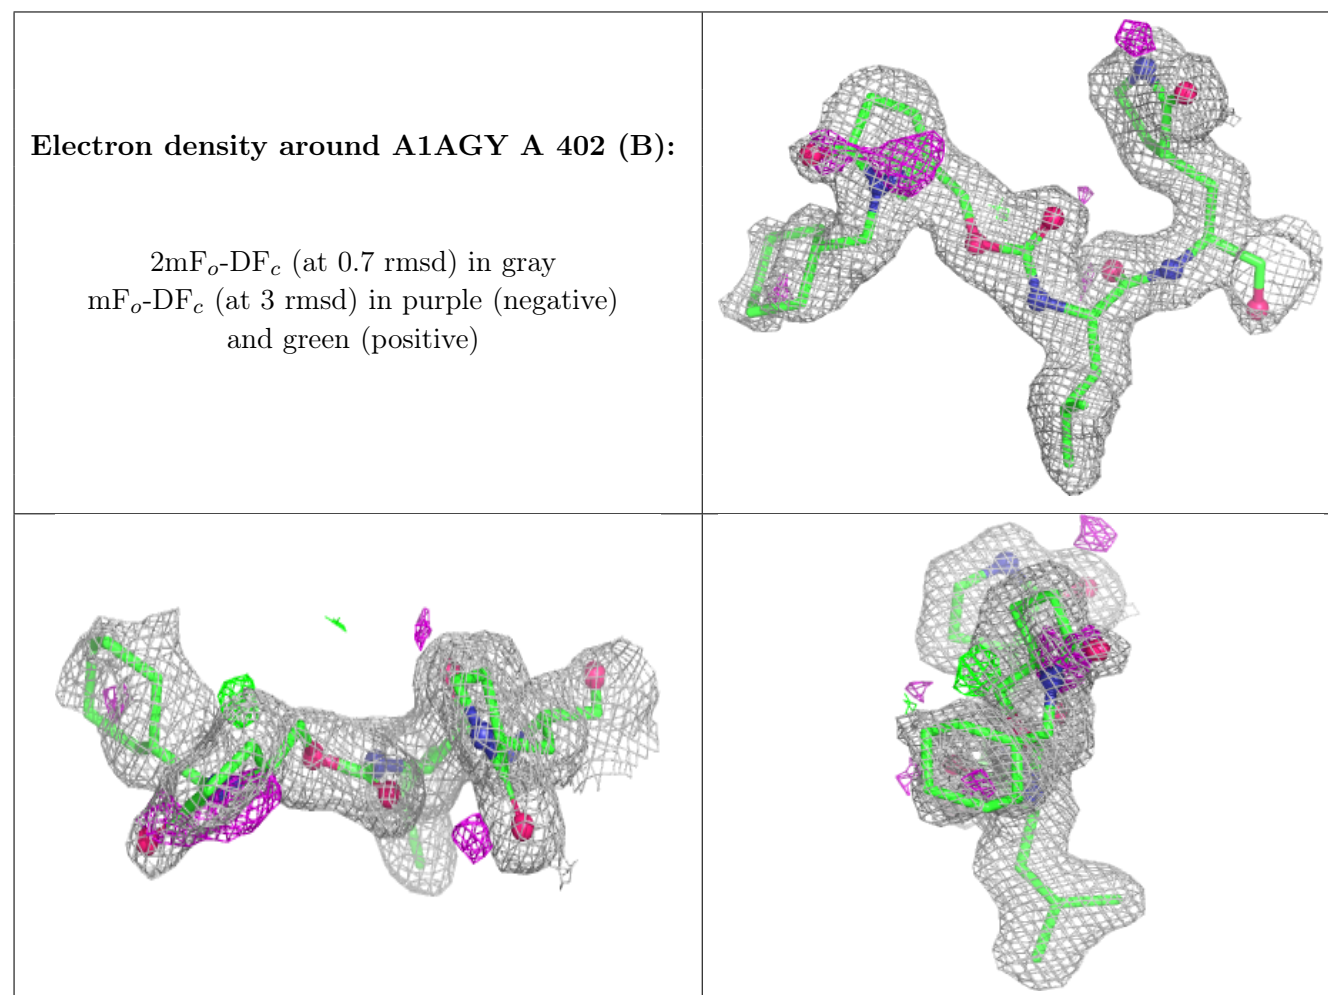 Electron density around A1AGY A 402 (B):
2mFo-DFc (at 0.7 rmsd) in gray
mFo-DFc (at 3 rmsd) in purple (negative)
and green (positive)